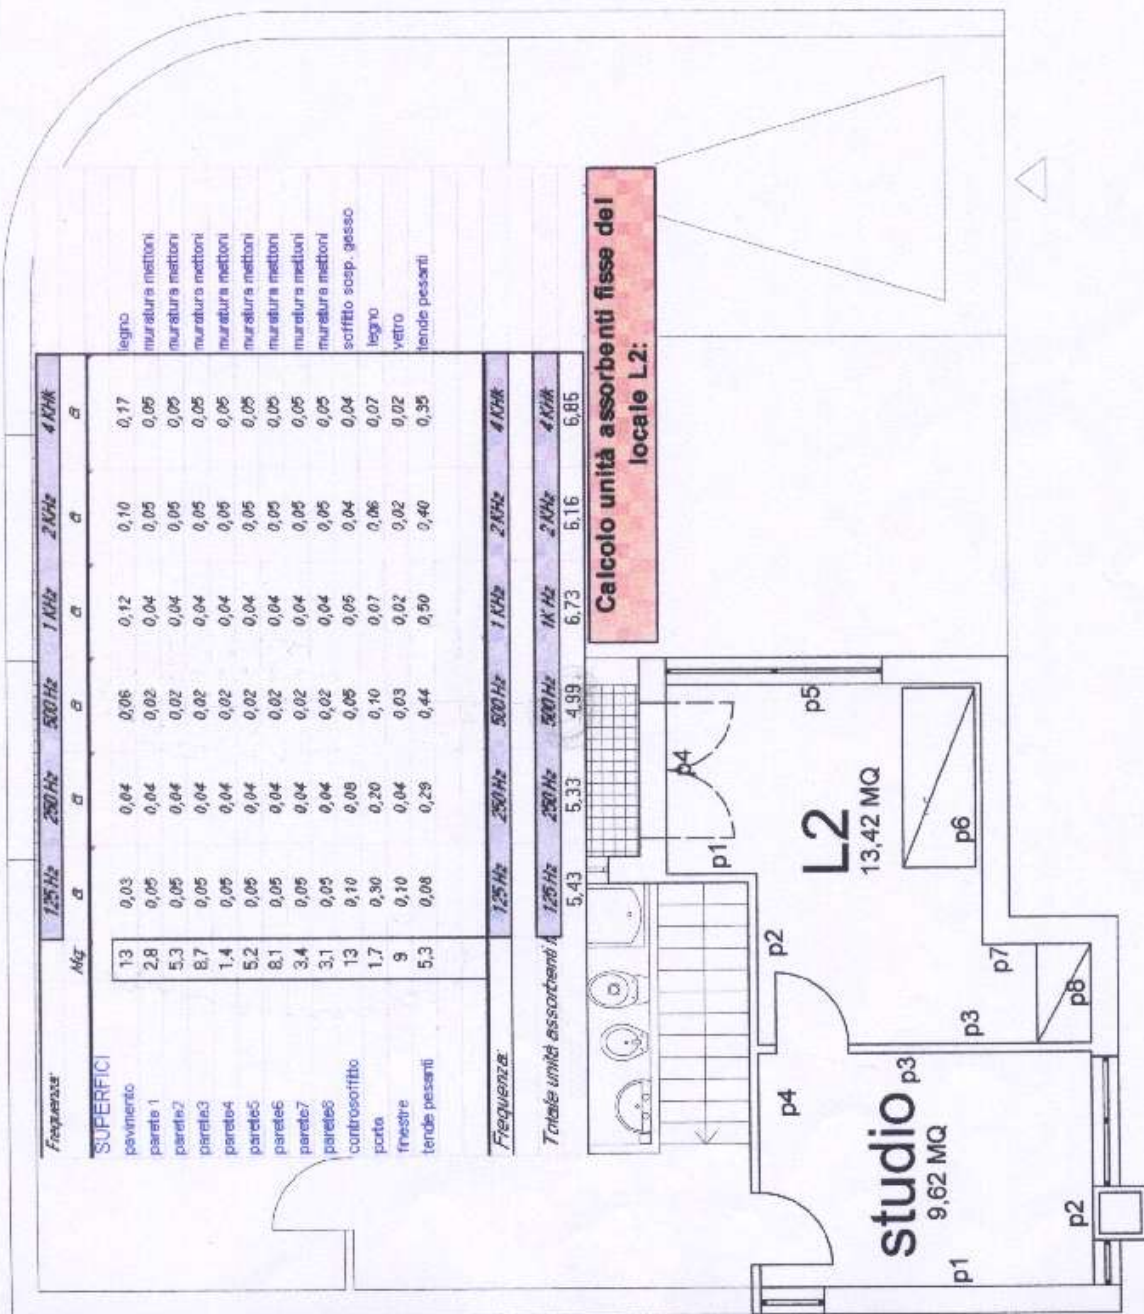 Frequenza: 125 Hz 250 Hz 500 Hz 1 KHz 2 KHz 4 KHK
Mq a a a a a a
SUPERFICI
pavimento 13 0,03 0,04 0,06 0,12 0,10 0,17 legno
parete 1 2,8 0,05 0,04 0,02 0,04 0,05 0,05 muratura mattoni
parete2 5,3 0,05 0,04 0,02 0,04 0,05 0,05 muratura mattoni
parete3 8,7 0,05 0,04 0,02 0,04 0,05 0,05 muratura mattoni
parete4 1,4 0,05 0,04 0,02 0,04 0,05 0,05 muratura mattoni
parete5 5,2 0,05 0,04 0,02 0,04 0,05 0,05 muratura mattoni
parete6 8,1 0,05 0,04 0,02 0,04 0,05 0,05 muratura mattoni
parete7 3,4 0,05 0,04 0,02 0,04 0,05 0,05 muratura mattoni
parete8 3,1 0,05 0,04 0,02 0,04 0,05 0,05 muratura mattoni
controsoffitto 13 0,10 0,08 0,05 0,05 0,04 0,04 soffitto sosp. gesso
porta 1,7 0,30 0,20 0,10 0,07 0,06 0,07 legno
finestre 9 0,10 0,04 0,03 0,02 0,02 0,02 vetro
tende pesanti 5,3 0,08 0,29 0,44 0,50 0,40 0,35 tende pesanti
Frequenza: 125 Hz 250 Hz 500 Hz 1 KHz 2 KHz 4 KHK
Totale unità assorbenti 125 Hz 250 Hz 500 Hz 1K Hz 2 KHz 4 KHK
5,43 5,33 4,99 6,73 6,16 6,85
Calcolo unità assorbenti fisse del
locale L2:
p4
p1
p5
p2
L2
13,42 MQ
p6
p7
p3
p8
p4
p3
studio
9,62 MQ
p1
p2